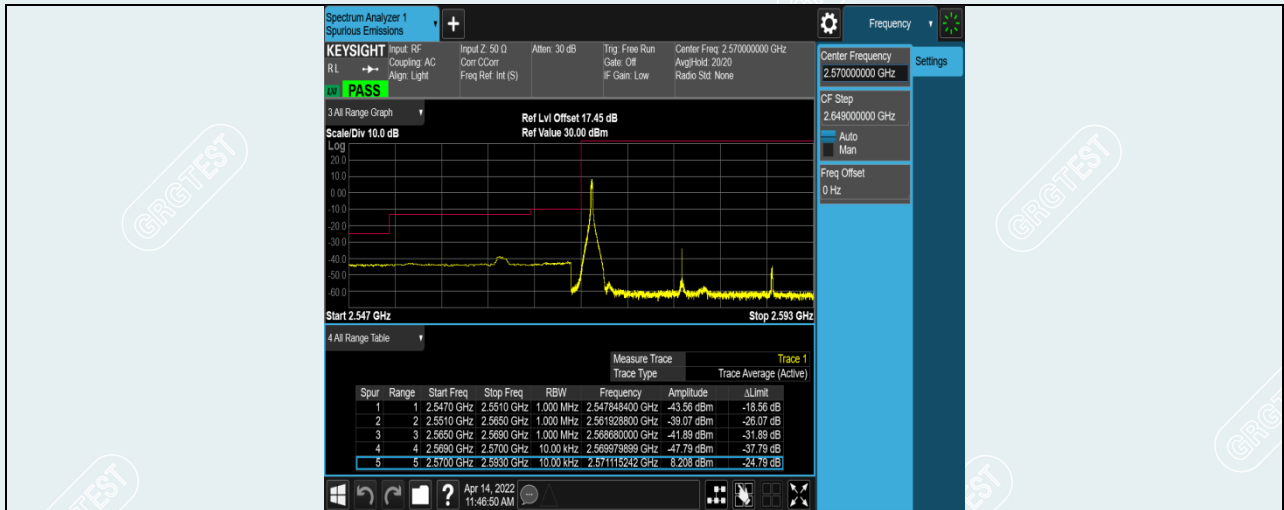 Spectrum Analyzer 1
Spurious Emissions
+
Frequency
KEYSIGHT Input: RF Input Z: 50 Ω Atten: 30 dB Trig: Free Run Center Freq: 2.570000000 GHz
Coupling: AC Corr CCorr Gate: Off Avg|Hold: 20/20
RL Align: Light Freq Ref: Int (S) IF Gain: Low Radio Std: None
PASS
Center Frequency
2.570000000 GHz
Settings
CF Step
2.649000000 GHz
Auto
Man
Freq Offset
0 Hz
3 All Range Graph
Ref Lvl Offset 17.45 dB
Scale/Div 10.0 dB Ref Value 30.00 dBm
Log
20.0
10.0
0.00
-10.0
-20.0
-30.0
-40.0
-50.0
-60.0
Start 2.547 GHz Stop 2.593 GHz
4 All Range Table
Measure Trace Trace 1
Trace Type Trace Average (Active)
Spur Range Start Freq Stop Freq RBW Frequency Amplitude ΔLimit
1 1 2.5470 GHz 2.5510 GHz 1.000 MHz 2.547848400 GHz -43.56 dBm -18.56 dB
2 2 2.5510 GHz 2.5650 GHz 1.000 MHz 2.561928800 GHz -39.07 dBm -26.07 dB
3 3 2.5650 GHz 2.5690 GHz 1.000 MHz 2.568680000 GHz -41.89 dBm -31.89 dB
4 4 2.5690 GHz 2.5700 GHz 10.00 kHz 2.569979899 GHz -47.79 dBm -37.79 dB
5 5 2.5700 GHz 2.5930 GHz 10.00 kHz 2.571115242 GHz 8.208 dBm -24.79 dB
?
Apr 14, 2022
11:46:50 AM
GRGTEST
GRGTEST
GRGTEST
GRGTEST